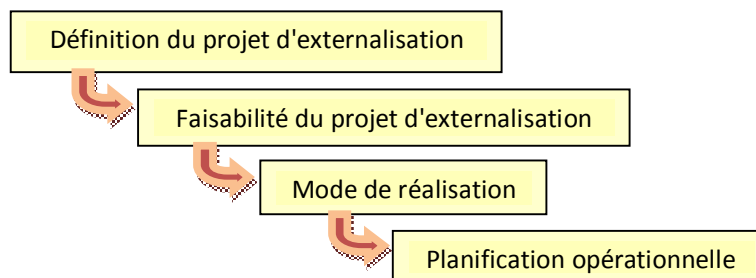 Définition du projet d'externalisation
Faisabilité du projet d'externalisation
Mode de réalisation
Planification opérationnelle